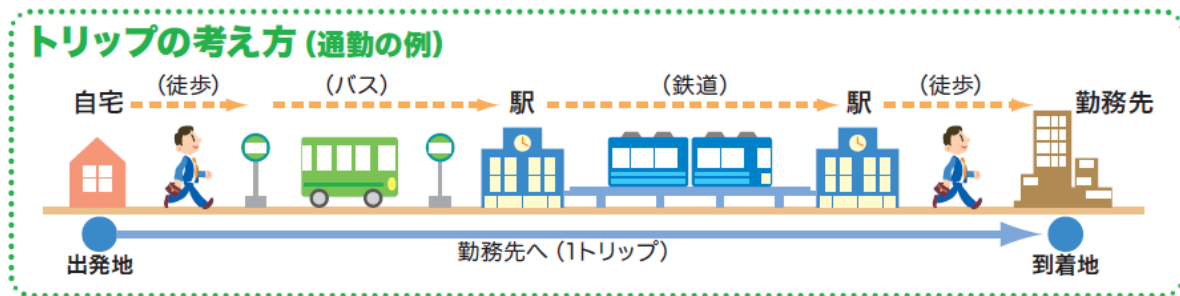 トリップの考え方（通勤の例）
（徒歩）
（バス）
（鉄道）
（徒歩）
自宅
駅
駅
勤務先
勤務先へ（1トリップ）
出発地
到着地